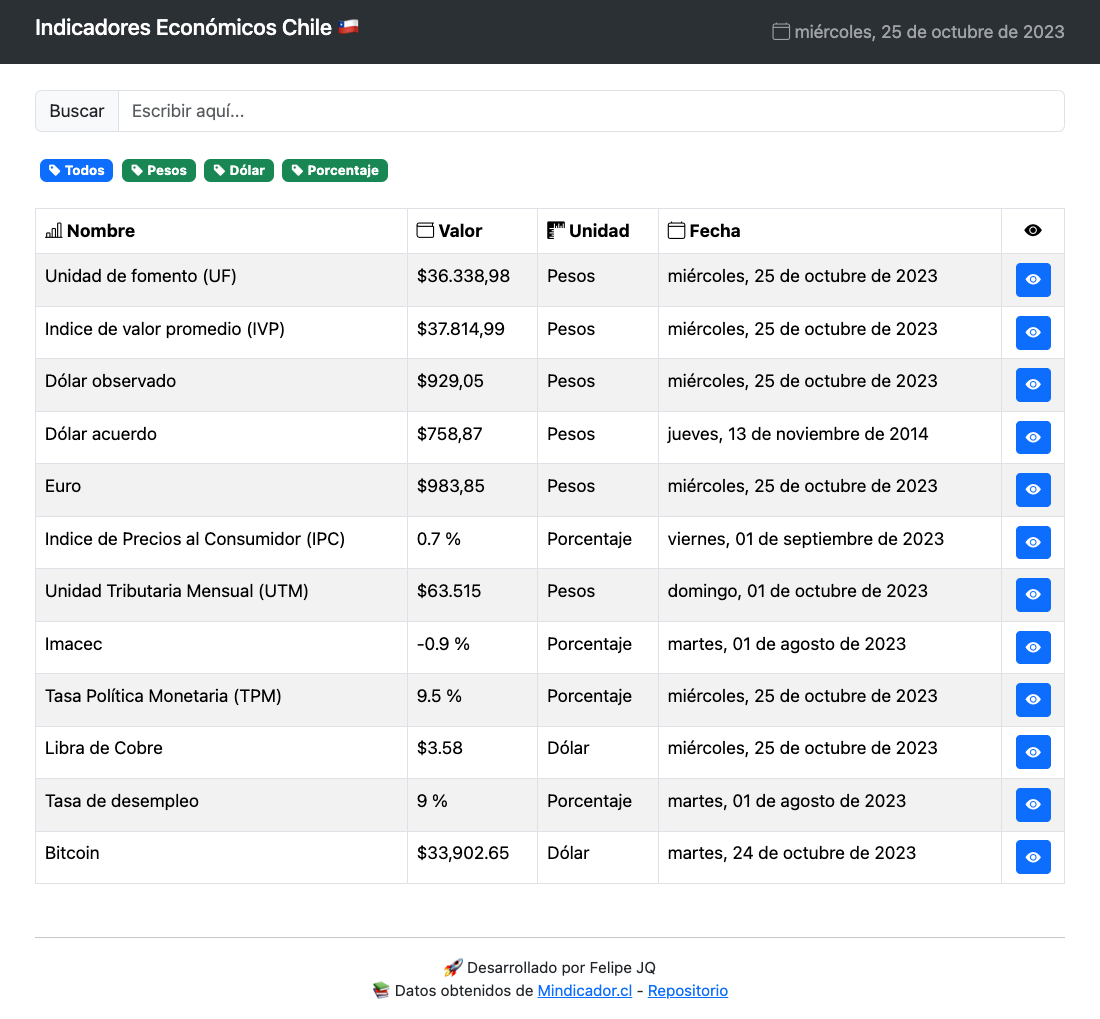 Indicadores Económicos Chile 🇨🇱
miércoles, 25 de octubre de 2023
Buscar Escribir aquí...
Todos Pesos Dólar Porcentaje
Nombre Valor Unidad Fecha
Unidad de fomento (UF) $36.338,98 Pesos miércoles, 25 de octubre de 2023
Indice de valor promedio (IVP) $37.814,99 Pesos miércoles, 25 de octubre de 2023
Dólar observado $929,05 Pesos miércoles, 25 de octubre de 2023
Dólar acuerdo $758,87 Pesos jueves, 13 de noviembre de 2014
Euro $983,85 Pesos miércoles, 25 de octubre de 2023
Indice de Precios al Consumidor (IPC) 0.7 % Porcentaje viernes, 01 de septiembre de 2023
Unidad Tributaria Mensual (UTM) $63.515 Pesos domingo, 01 de octubre de 2023
Imacec -0.9 % Porcentaje martes, 01 de agosto de 2023
Tasa Política Monetaria (TPM) 9.5 % Porcentaje miércoles, 25 de octubre de 2023
Libra de Cobre $3.58 Dólar miércoles, 25 de octubre de 2023
Tasa de desempleo 9 % Porcentaje martes, 01 de agosto de 2023
Bitcoin $33,902.65 Dólar martes, 24 de octubre de 2023
🚀 Desarrollado por Felipe JQ
📚 Datos obtenidos de Mindicador.cl - Repositorio